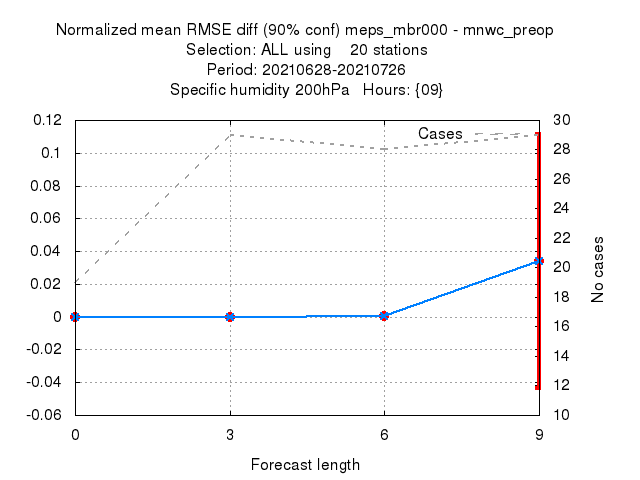 Normalized mean RMSE diff (90% conf) meps_mbr000 - mnwc_preop
Selection: ALL using 20 stations
Period: 20210628-20210726
Specific humidity 200hPa Hours: {09}
0.12
0.1
0.08
0.06
0.04
0.02
0
-0.02
-0.04
-0.06
Cases
30
28
26
24
22
20
18
16
14
12
10
No cases
0 3 6 9
Forecast length